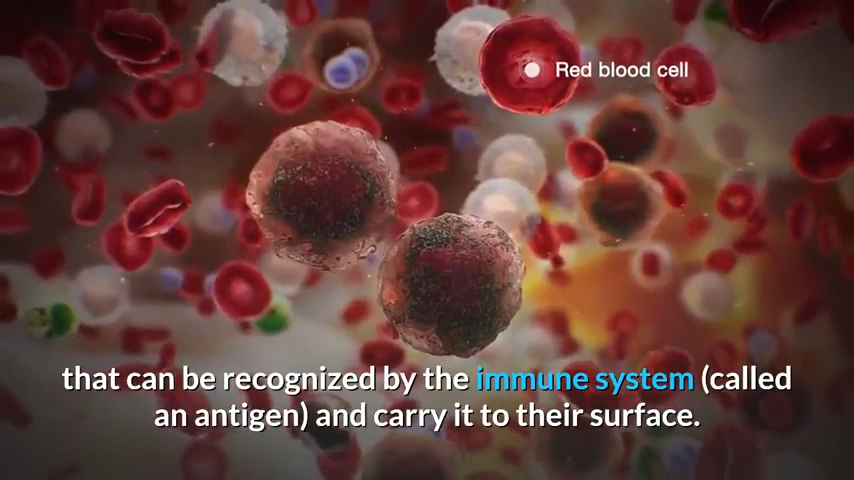 Red blood cell
that can be recognized by the immune system (called
an antigen) and carry it to their surface.